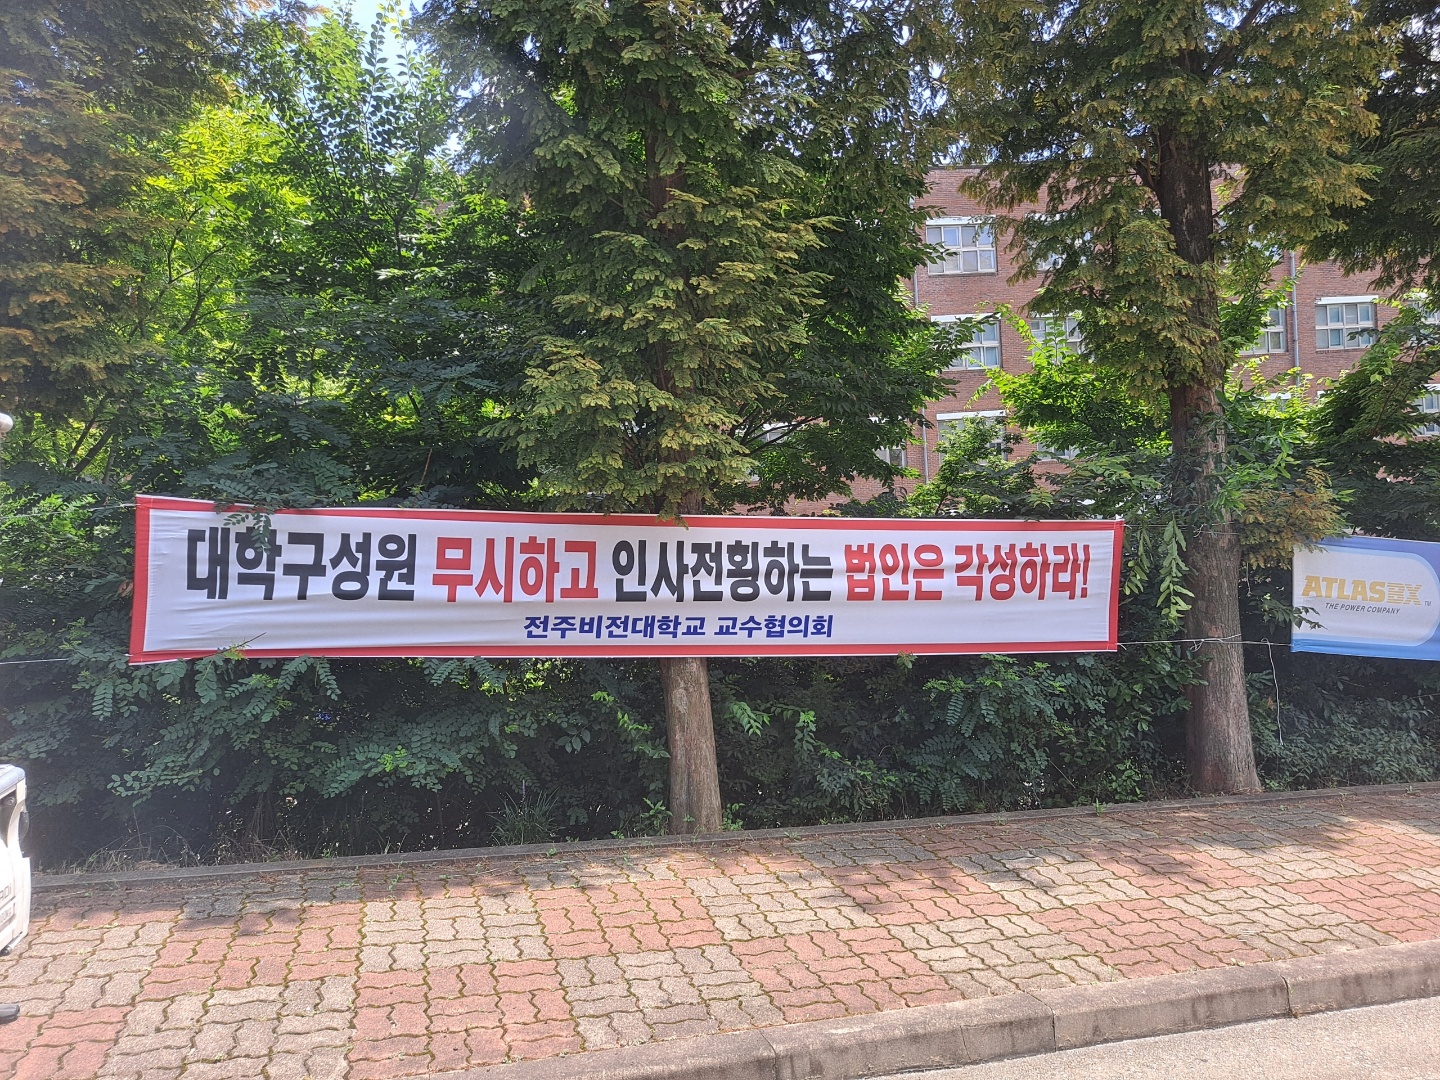 대학구성원 무시하고 인사전횡하는 법인은 각성하라!
전주비전대학교 교수협의회
ATLASBX TM
THE POWER COMPANY